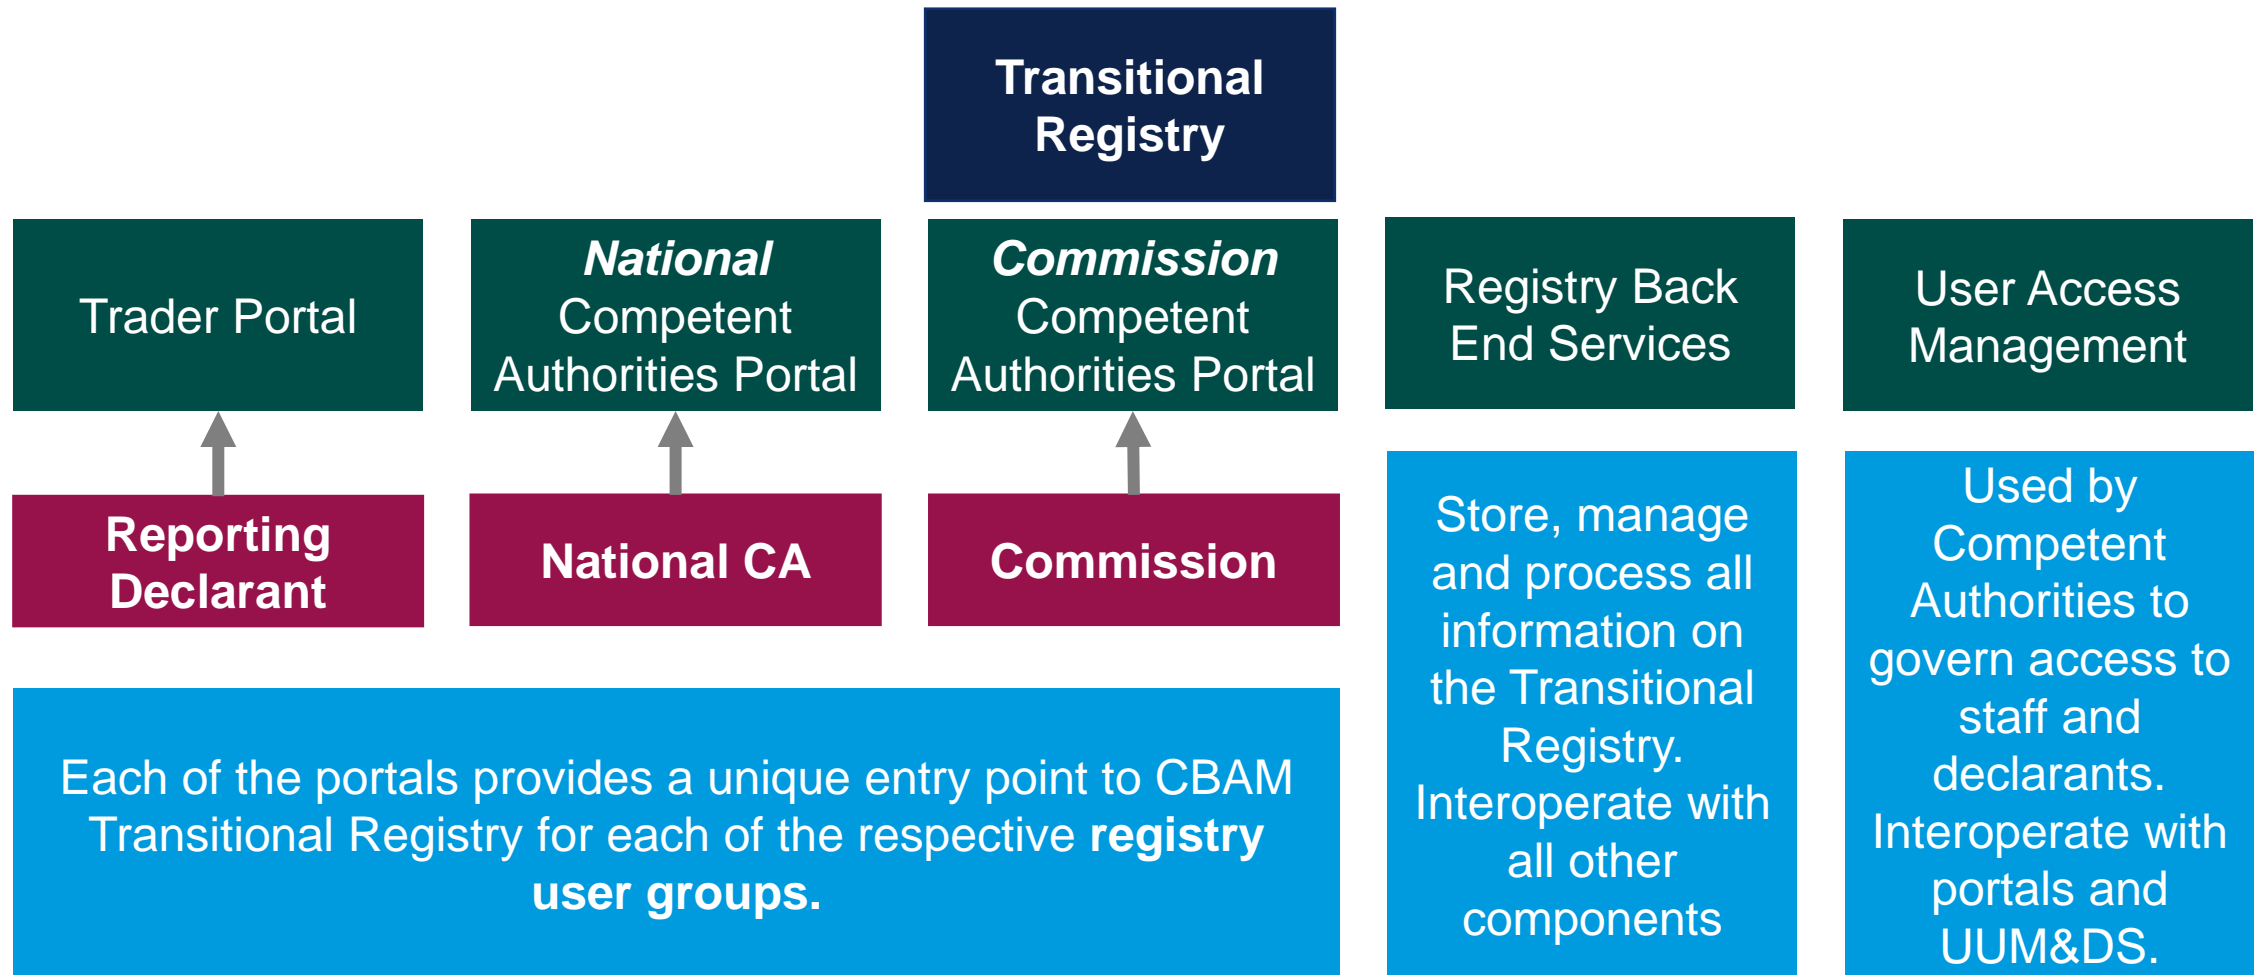 Transitional
Registry
Trader Portal
National
Competent
Authorities Portal
Commission
Competent
Authorities Portal
Registry Back
End Services
User Access
Management
Reporting
Declarant
National CA
Commission
Each of the portals provides a unique entry point to CBAM
Transitional Registry for each of the respective registry
user groups.
Store, manage
and process all
information on
the Transitional
Registry.
Interoperate with
all other
components
Used by
Competent
Authorities to
govern access to
staff and
declarants.
Interoperate with
portals and
UUM&DS.